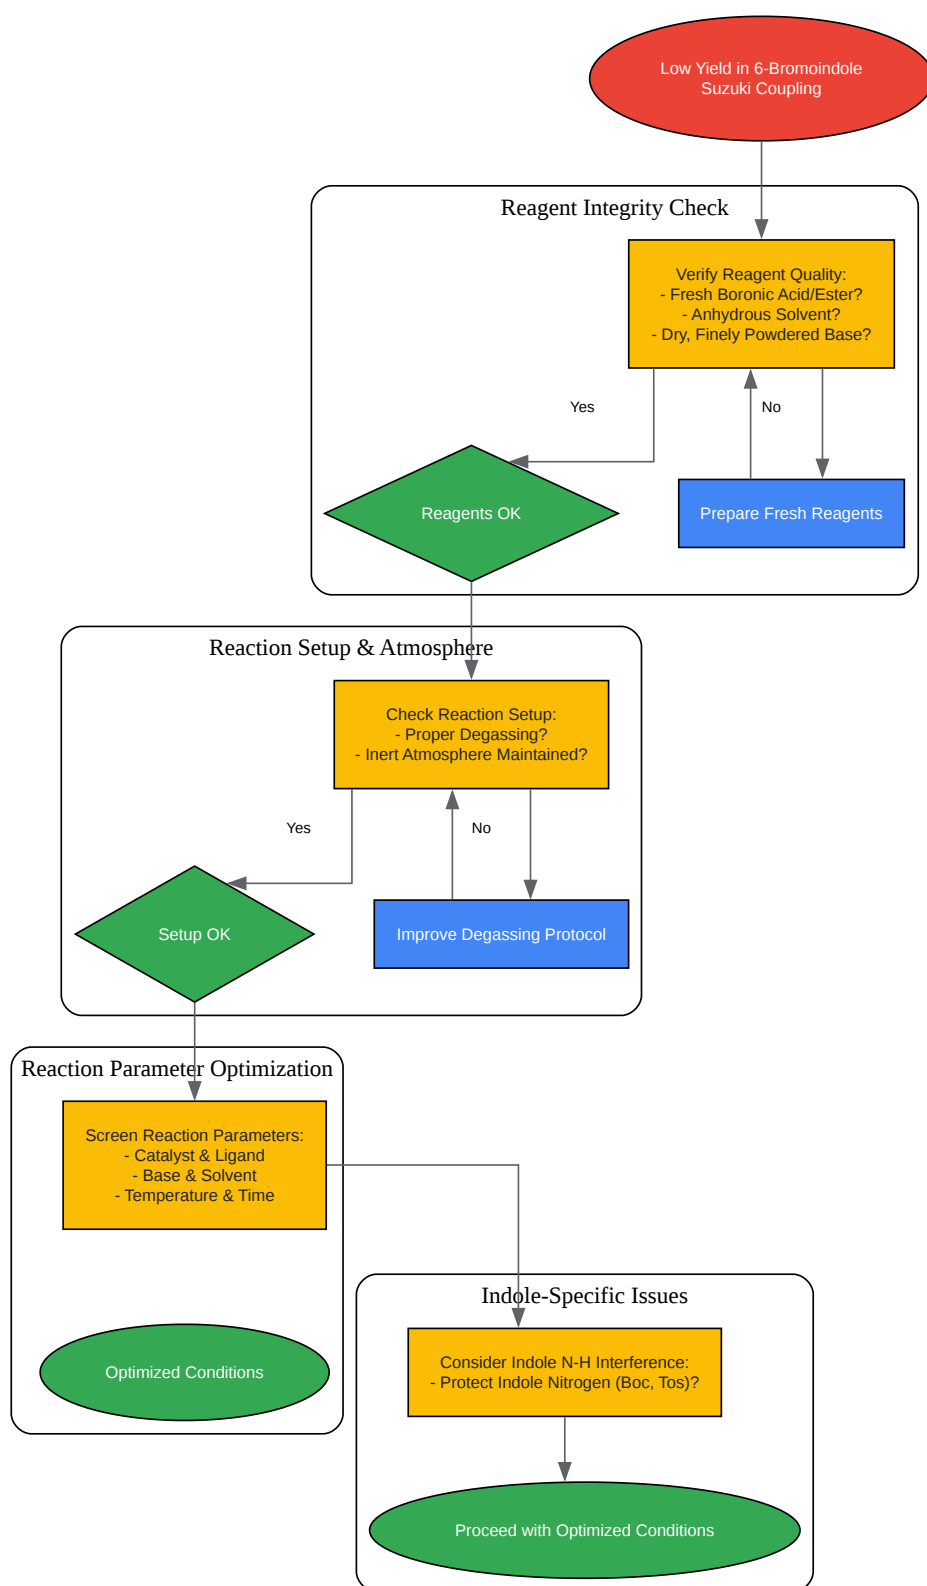 Low Yield in 6-Bromoindole
Suzuki Coupling
Reagent Integrity Check
Verify Reagent Quality:
- Fresh Boronic Acid/Ester?
- Anhydrous Solvent?
- Dry, Finely Powdered Base?
Yes
No
Reagents OK
Prepare Fresh Reagents
Reaction Setup & Atmosphere
Check Reaction Setup:
- Proper Degassing?
- Inert Atmosphere Maintained?
Yes
No
Setup OK
Improve Degassing Protocol
Reaction Parameter Optimization
Screen Reaction Parameters:
- Catalyst & Ligand
- Base & Solvent
- Temperature & Time
Optimized Conditions
Indole-Specific Issues
Consider Indole N-H Interference:
- Protect Indole Nitrogen (Boc, Tos)?
Proceed with Optimized Conditions